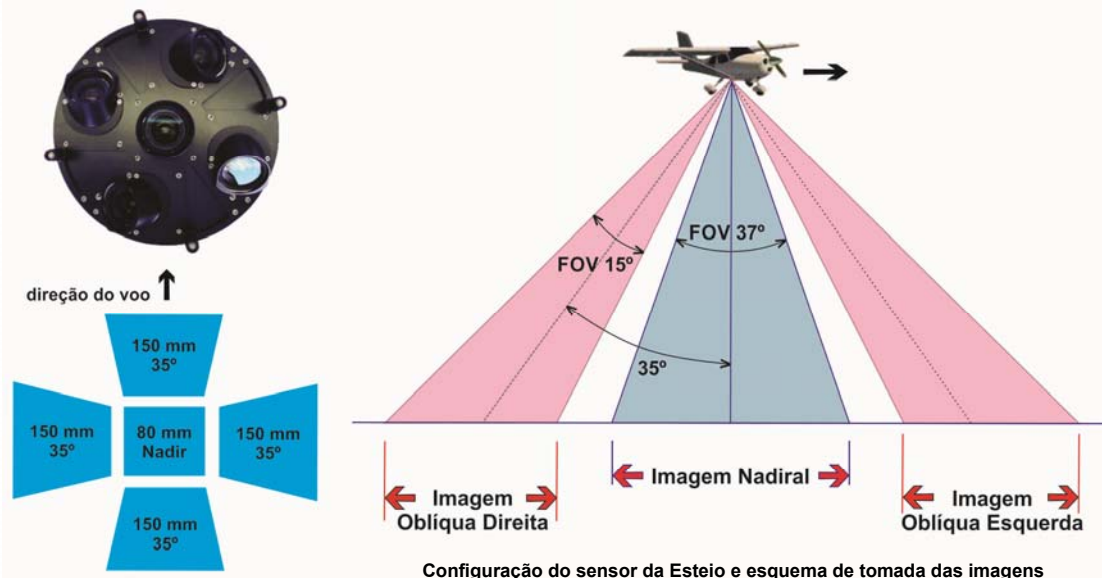 direção do voo
150 mm
35º
150 mm
35º
80 mm
Nadir
150 mm
35º
150 mm
35º
FOV 15º
FOV 37º
35º
Imagem
Oblíqua Direita
Imagem Nadiral
Imagem
Oblíqua Esquerda
Configuração do sensor da Esteio e esquema de tomada das imagens